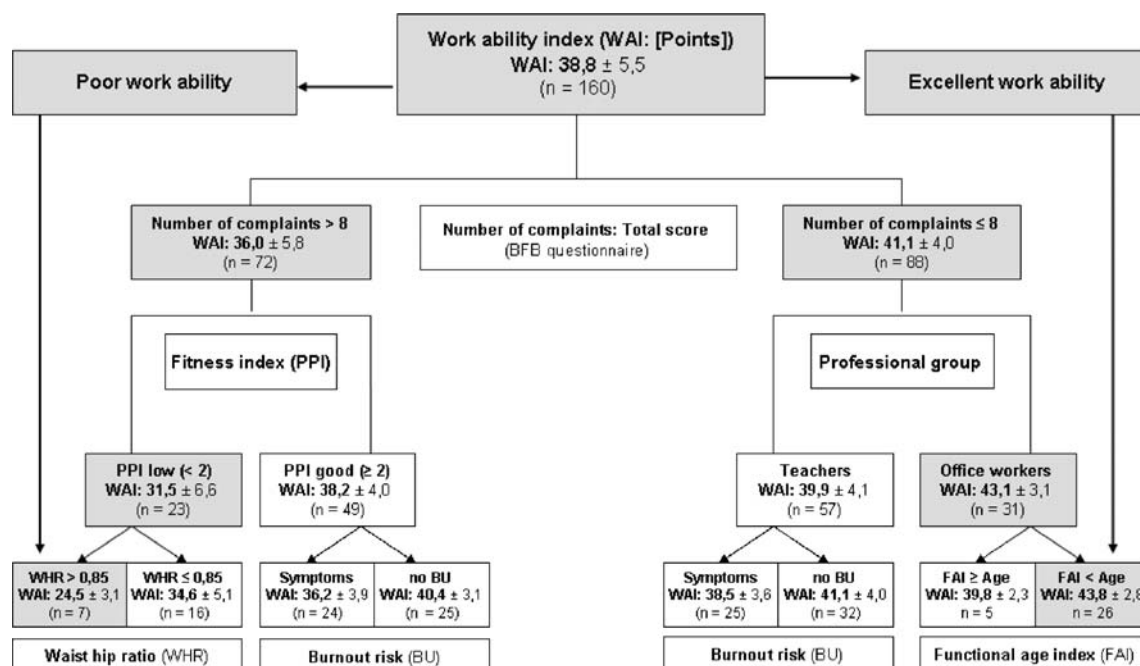 Work ability index (WAI: [Points])
WAI: 38,8 ± 5,5
(n = 160)
Poor work ability
Excellent work ability
Number of complaints > 8
WAI: 36,0 ± 5,8
(n = 72)
Number of complaints: Total score
(BFB questionnaire)
Number of complaints ≤ 8
WAI: 41,1 ± 4,0
(n = 88)
Fitness index (PPI)
Professional group
PPI low (< 2)
WAI: 31,5 ± 6,6
(n = 23)
PPI good (≥ 2)
WAI: 38,2 ± 4,0
(n = 49)
Teachers
WAI: 39,9 ± 4,1
(n = 57)
Office workers
WAI: 43,1 ± 3,1
(n = 31)
WHR > 0,85
WAI: 24,5 ± 3,1
(n = 7)
WHR ≤ 0,85
WAI: 34,6 ± 5,1
(n = 16)
Symptoms
WAI: 36,2 ± 3,9
(n = 24)
no BU
WAI: 40,4 ± 3,1
(n = 25)
Symptoms
WAI: 38,5 ± 3,6
(n = 25)
no BU
WAI: 41,1 ± 4,0
(n = 32)
FAI ≥ Age
WAI: 39,8 ± 2,3
n = 5
FAI < Age
WAI: 43,8 ± 2,8
n = 26
Waist hip ratio (WHR)
Burnout risk (BU)
Burnout risk (BU)
Functional age index (FAI)